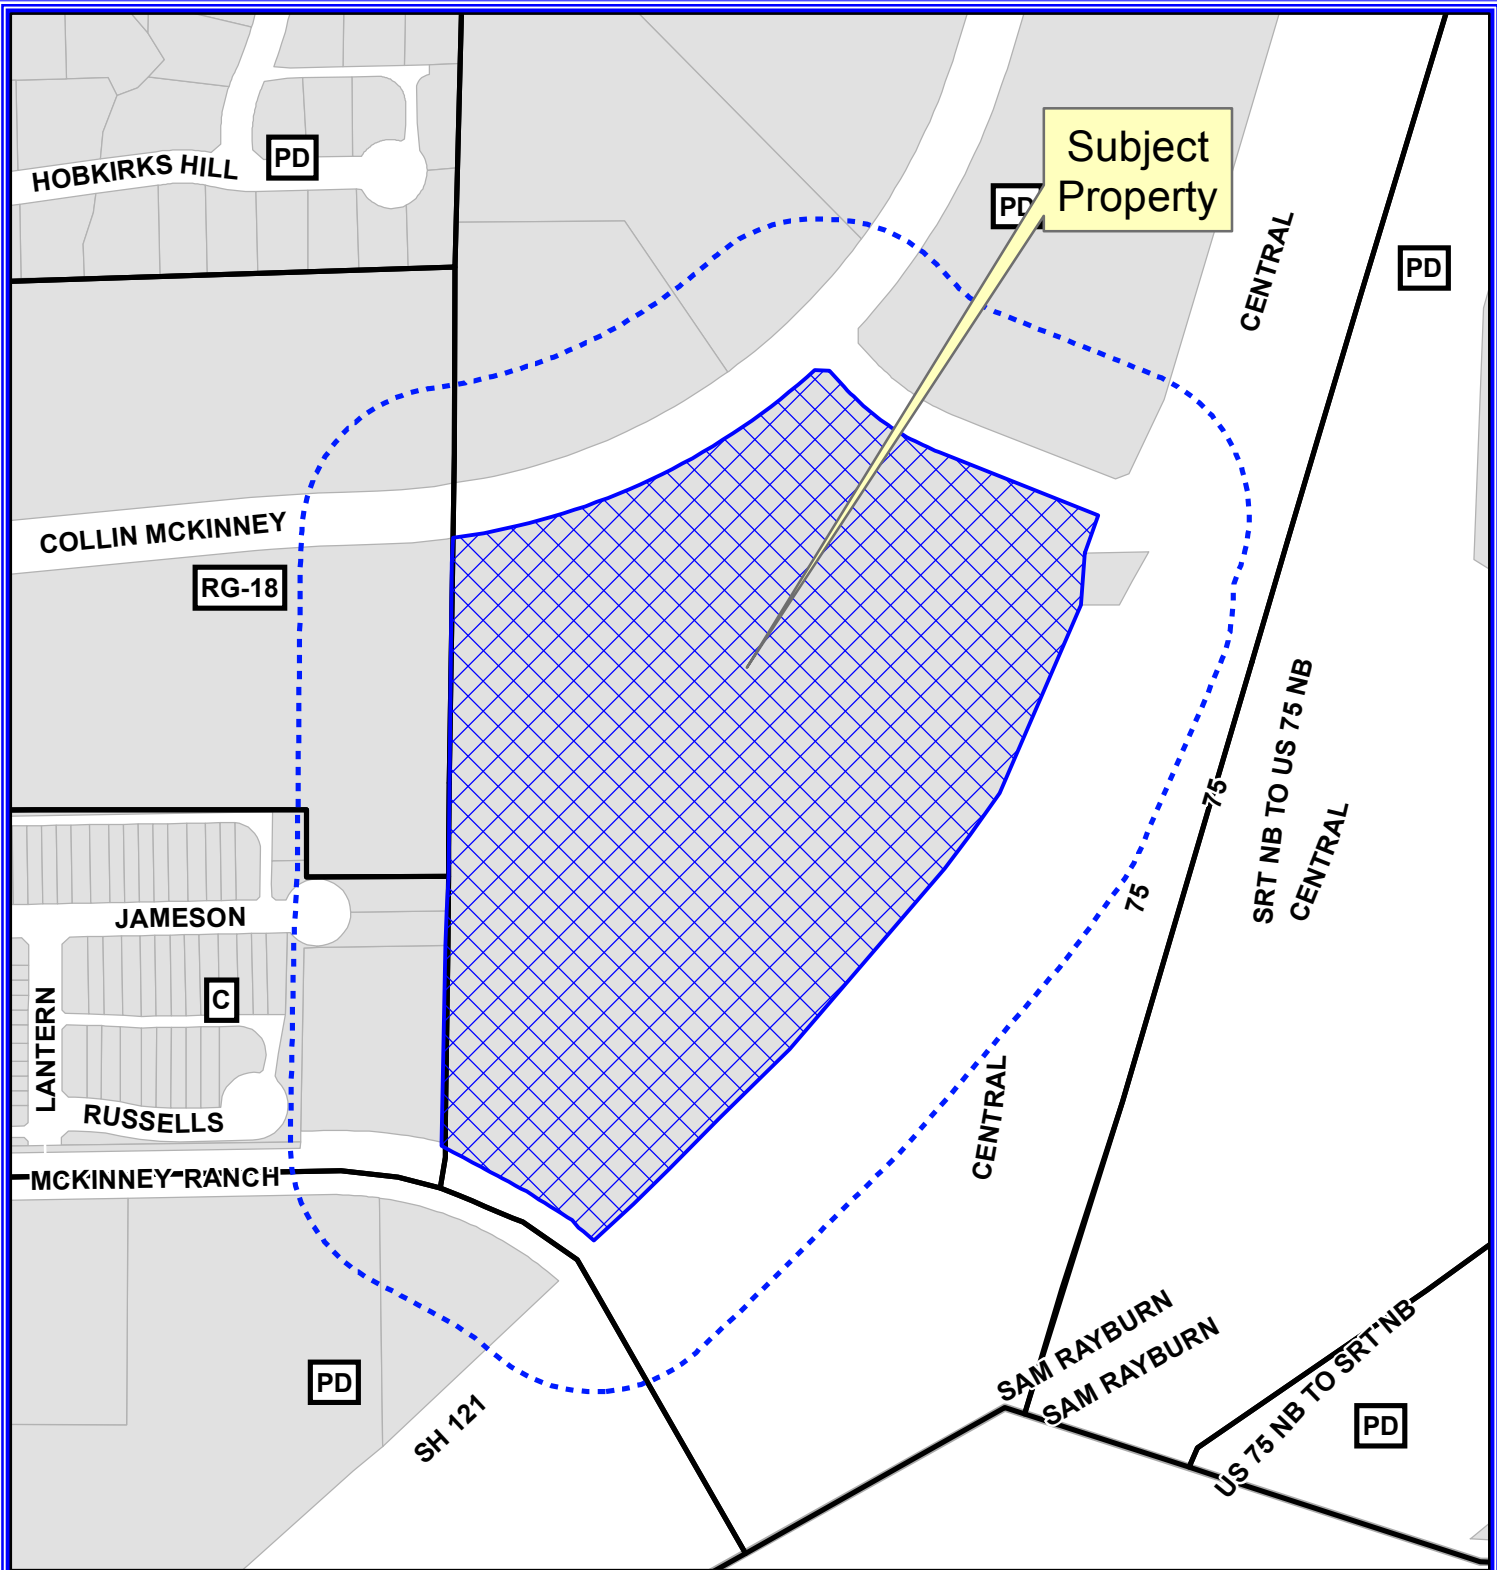 HOBKIRKS HILL
PD
Subject
Property
PD
CENTRAL
PD
COLLIN MCKINNEY
RG-18
SRT NB TO US 75 NB
75
CENTRAL
75
JAMESON
C
LANTERN
RUSSELLS
CENTRAL
MCKINNEY RANCH
SAM RAYBURN
SAM RAYBURN
US 75 NB TO SRT NB
PD
SH 121
PD